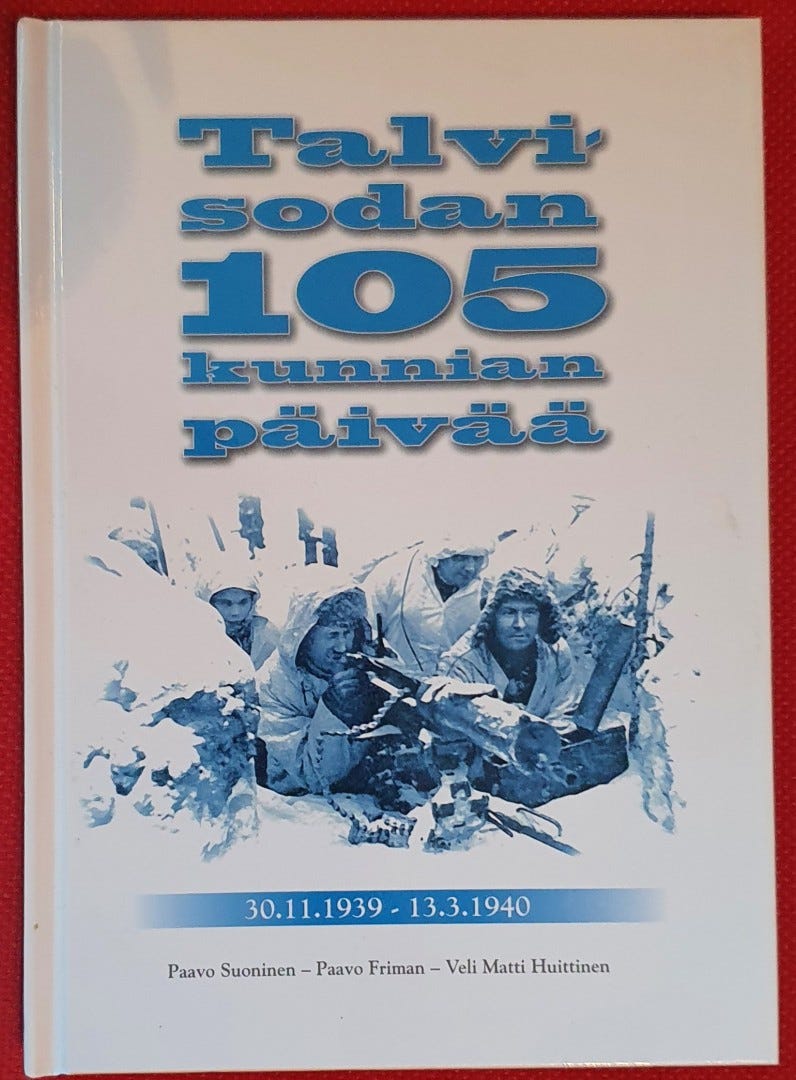 Talvi-
sodan
105
kunnian
päivää
30.11.1939 - 13.3.1940
Paavo Suoninen – Paavo Friman – Veli Matti Huittinen